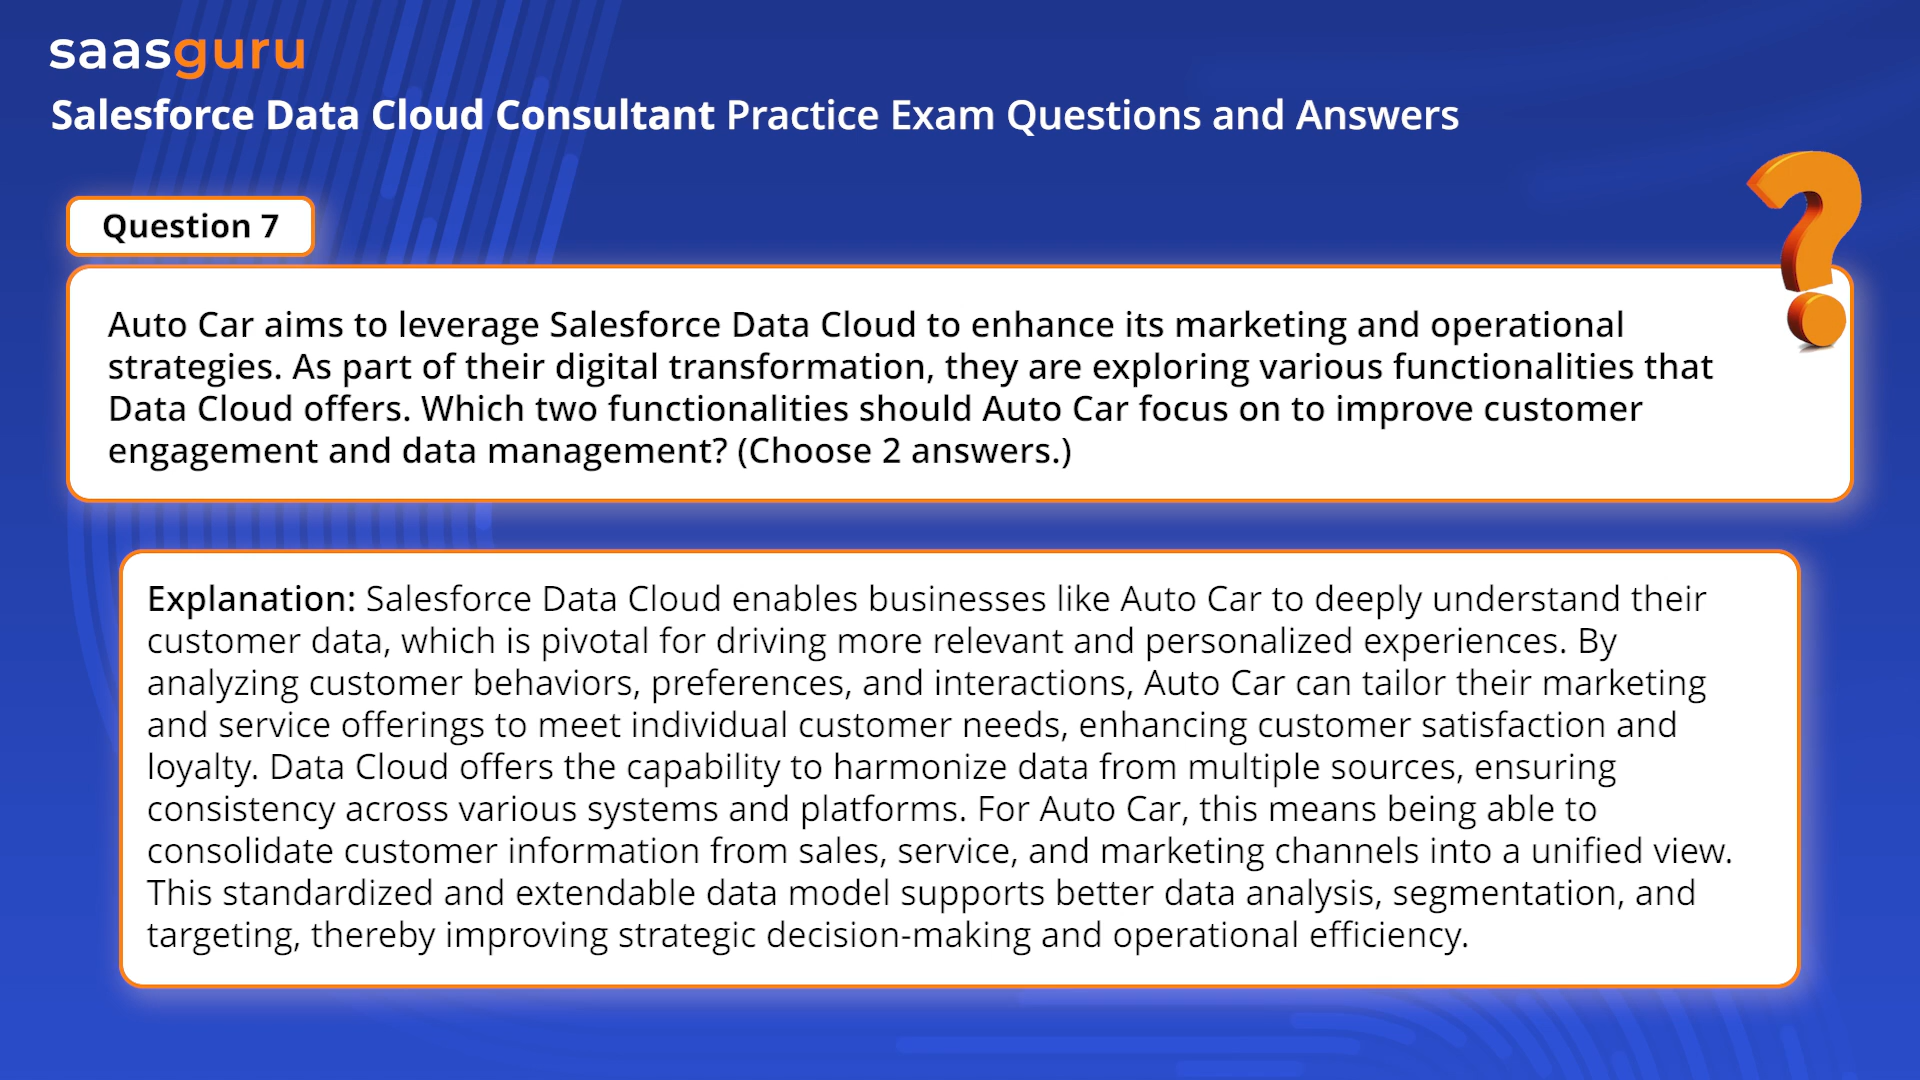 saasguru
Salesforce Data Cloud Consultant Practice Exam Questions and Answers
Question 7
Auto Car aims to leverage Salesforce Data Cloud to enhance its marketing and operational
strategies. As part of their digital transformation, they are exploring various functionalities that
Data Cloud offers. Which two functionalities should Auto Car focus on to improve customer
engagement and data management? (Choose 2 answers.)
Explanation: Salesforce Data Cloud enables businesses like Auto Car to deeply understand their
customer data, which is pivotal for driving more relevant and personalized experiences. By
analyzing customer behaviors, preferences, and interactions, Auto Car can tailor their marketing
and service offerings to meet individual customer needs, enhancing customer satisfaction and
loyalty. Data Cloud offers the capability to harmonize data from multiple sources, ensuring
consistency across various systems and platforms. For Auto Car, this means being able to
consolidate customer information from sales, service, and marketing channels into a unified view.
This standardized and extendable data model supports better data analysis, segmentation, and
targeting, thereby improving strategic decision-making and operational efficiency.